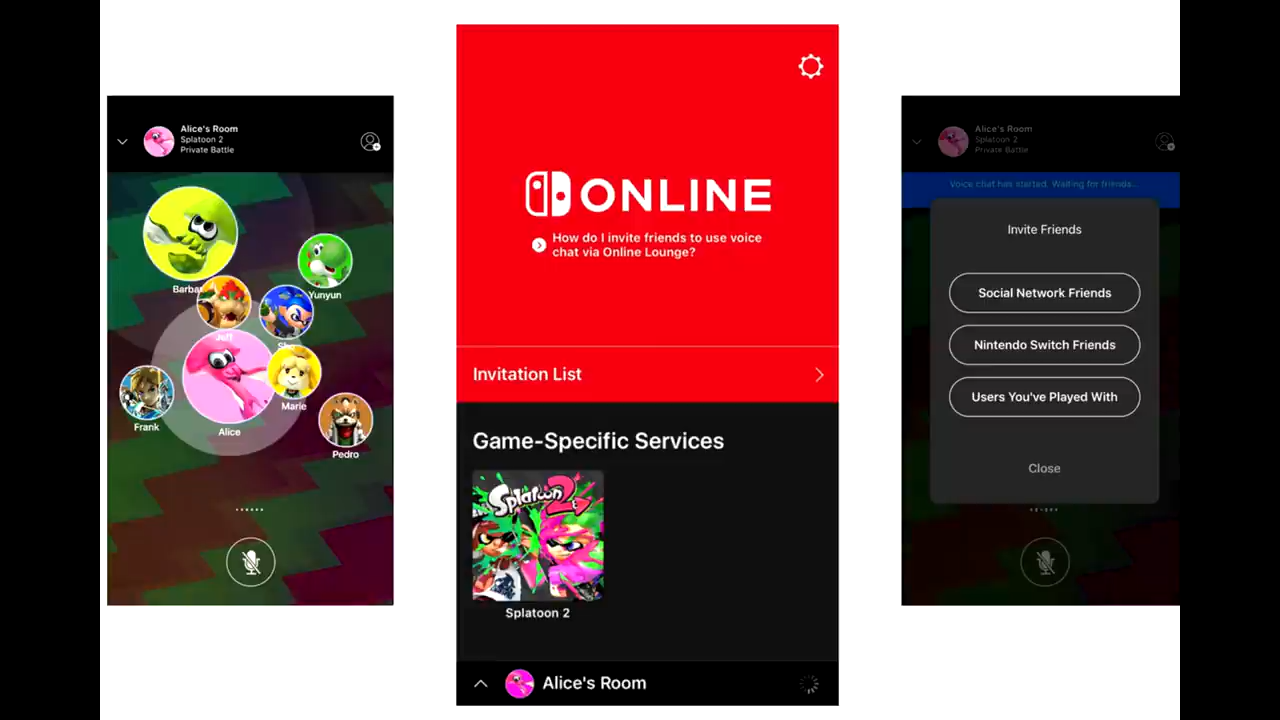 Alice's Room
Splatoon 2
Private Battle
Yunyun
Jeff
Marie
Frank
Alice
Pedro
ONLINE
How do I invite friends to use voice
chat via Online Lounge?
Invitation List
Game-Specific Services
Splatoon 2
Splatoon 2
Alice's Room
Alice's Room
Splatoon 2
Private Battle
Voice chat has started. Waiting for friends...
Invite Friends
Social Network Friends
Nintendo Switch Friends
Users You've Played With
Close